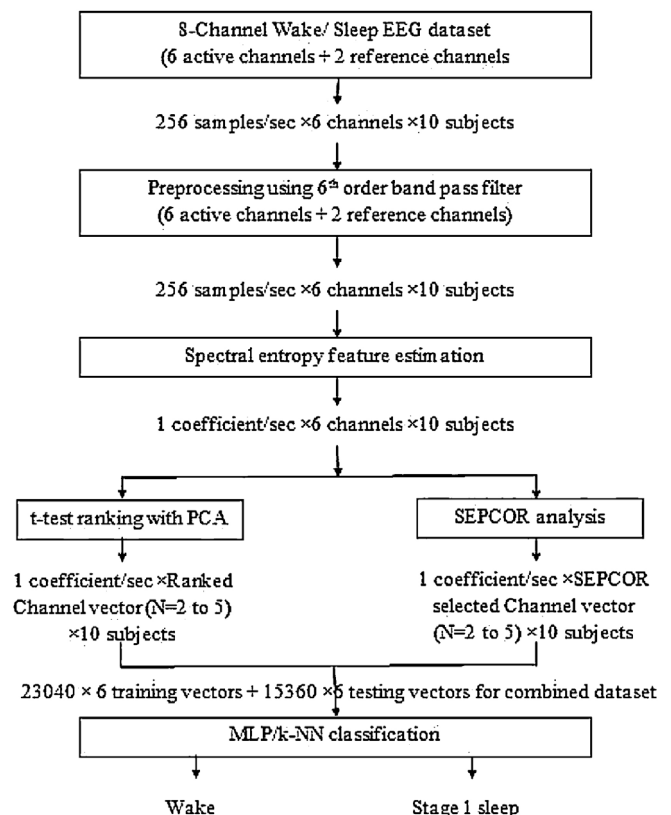 8-Channel Wake/ Sleep EEG dataset
(6 active channels + 2 reference channels
256 samples/sec ×6 channels ×10 subjects
Preprocessing using 6th order band pass filter
(6 active channels + 2 reference channels)
256 samples/sec ×6 channels ×10 subjects
Spectral entropy feature estimation
1 coefficient/sec ×6 channels ×10 subjects
t-test ranking with PCA
SEPCOR analysis
1 coefficient/sec ×Ranked
Channel vector (N=2 to 5)
×10 subjects
1 coefficient/sec ×SEPCOR
selected Channel vector
(N=2 to 5) ×10 subjects
23040 × 6 training vectors + 15360 ×6 testing vectors for combined dataset
MLP/k-NN classification
Wake
Stage 1 sleep